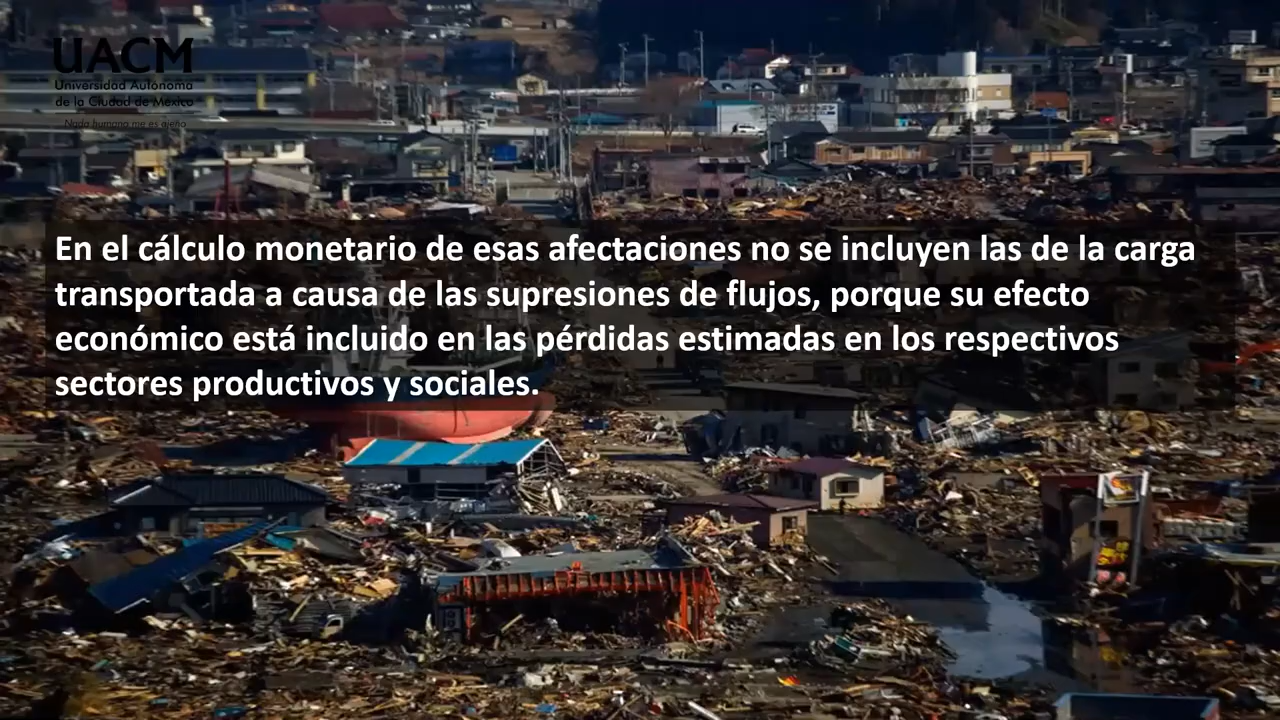 UACM
Universidad Autónoma
de la Ciudad de México
Nada humano me es ajeno
En el cálculo monetario de esas afectaciones no se incluyen las de la carga
transportada a causa de las supresiones de flujos, porque su efecto
económico está incluido en las pérdidas estimadas en los respectivos
sectores productivos y sociales.